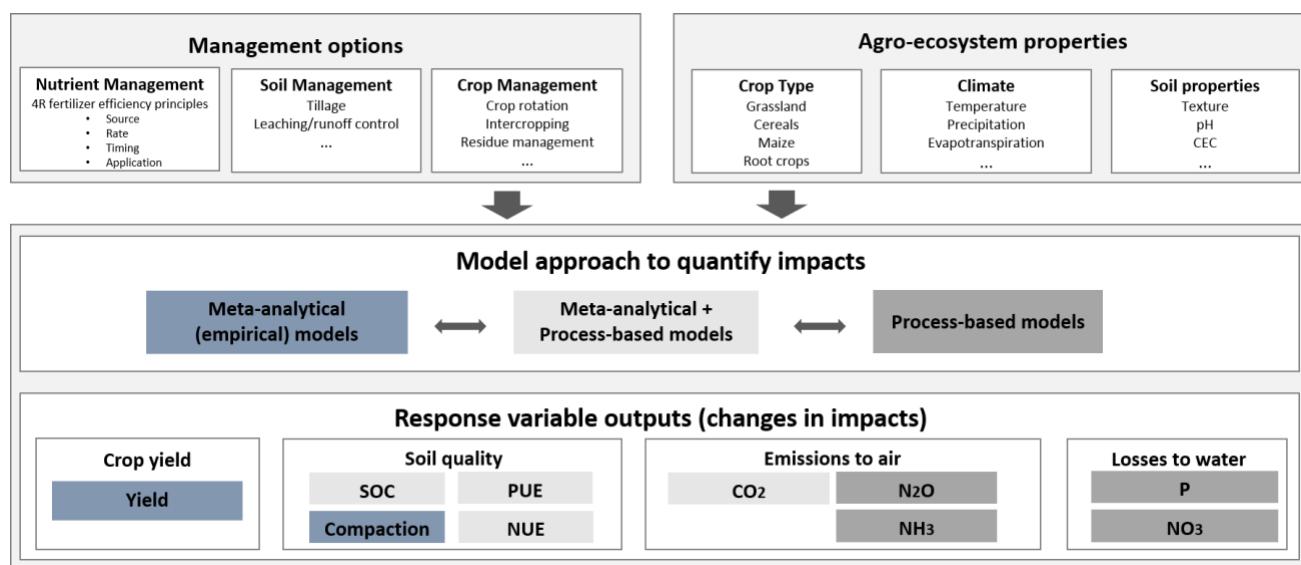 Management options
Nutrient Management
4R fertilizer efficiency principles
• Source
• Rate
• Timing
• Application
Soil Management
Tillage
Leaching/runoff control
...
Crop Management
Crop rotation
Intercropping
Residue management
...
Agro-ecosystem properties
Crop Type
Grassland
Cereals
Maize
Root crops
Climate
Temperature
Precipitation
Evapotranspiration
...
Soil properties
Texture
pH
CEC
...
Model approach to quantify impacts
Meta-analytical
(empirical) models
Meta-analytical +
Process-based models
Process-based models
Response variable outputs (changes in impacts)
Crop yield
Yield
Soil quality
SOC
PUE
Compaction
NUE
Emissions to air
CO2
N2O
NH3
Losses to water
P
NO3